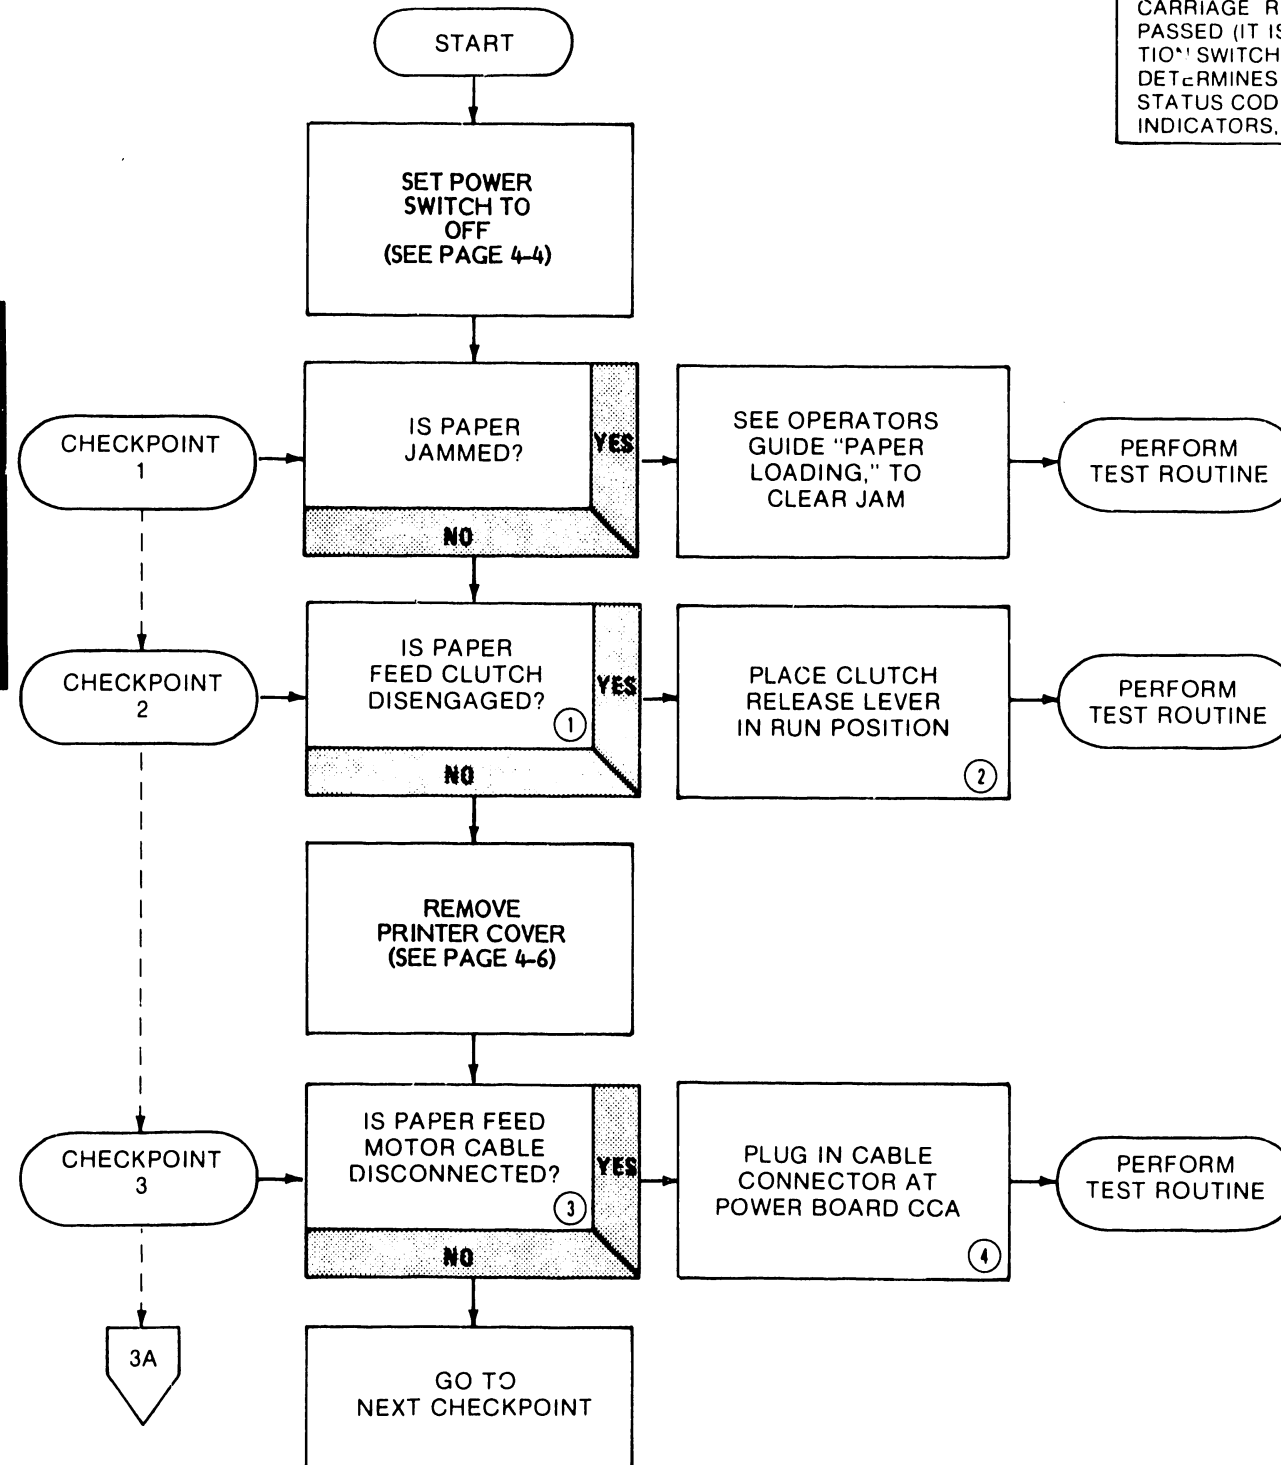 CARRIAGE R
PASSED (IT IS
SWITCH
DETERMINES
STATUS COD
INDICATORS,
START
SET POWER
SWITCH TO
OFF
(SEE PAGE 4-4)
CHECKPOINT
1
IS PAPER
JAMMED?
YES
NO
SEE OPERATORS
GUIDE "PAPER
LOADING," TO
CLEAR JAM
PERFORM
TEST ROUTINE
CHECKPOINT
2
IS PAPER
FEED CLUTCH
DISENGAGED?
1
YES
NO
PLACE CLUTCH
RELEASE LEVER
IN RUN POSITION
2
PERFORM
TEST ROUTINE
REMOVE
PRINTER COVER
(SEE PAGE 4-6)
CHECKPOINT
3
IS PAPER FEED
MOTOR CABLE
DISCONNECTED?
3
YES
NO
PLUG IN CABLE
CONNECTOR AT
POWER BOARD CCA
4
PERFORM
TEST ROUTINE
3A
GO TO
NEXT CHECKPOINT